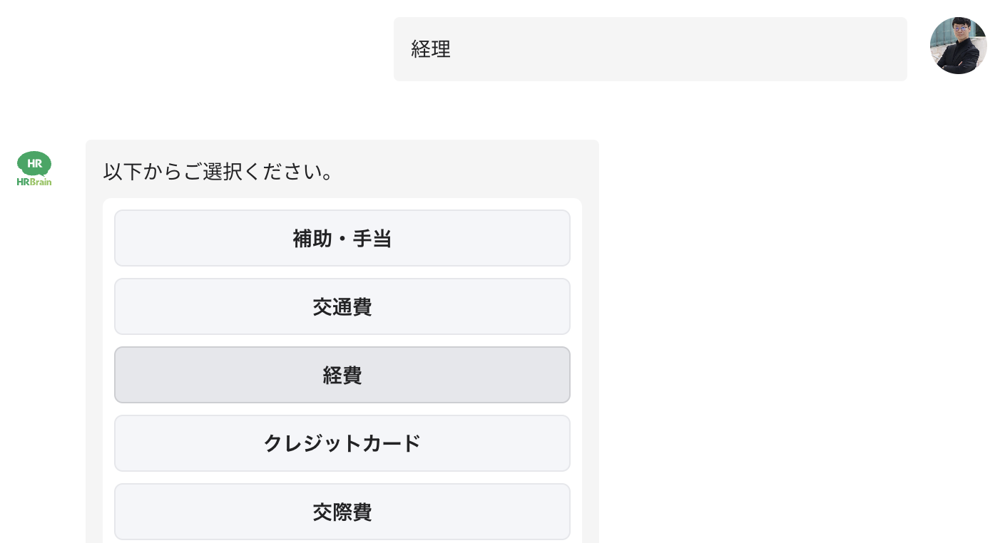 経理
HR
HRBrain
以下からご選択ください。
補助・手当
交通費
経費
クレジットカード
交際費